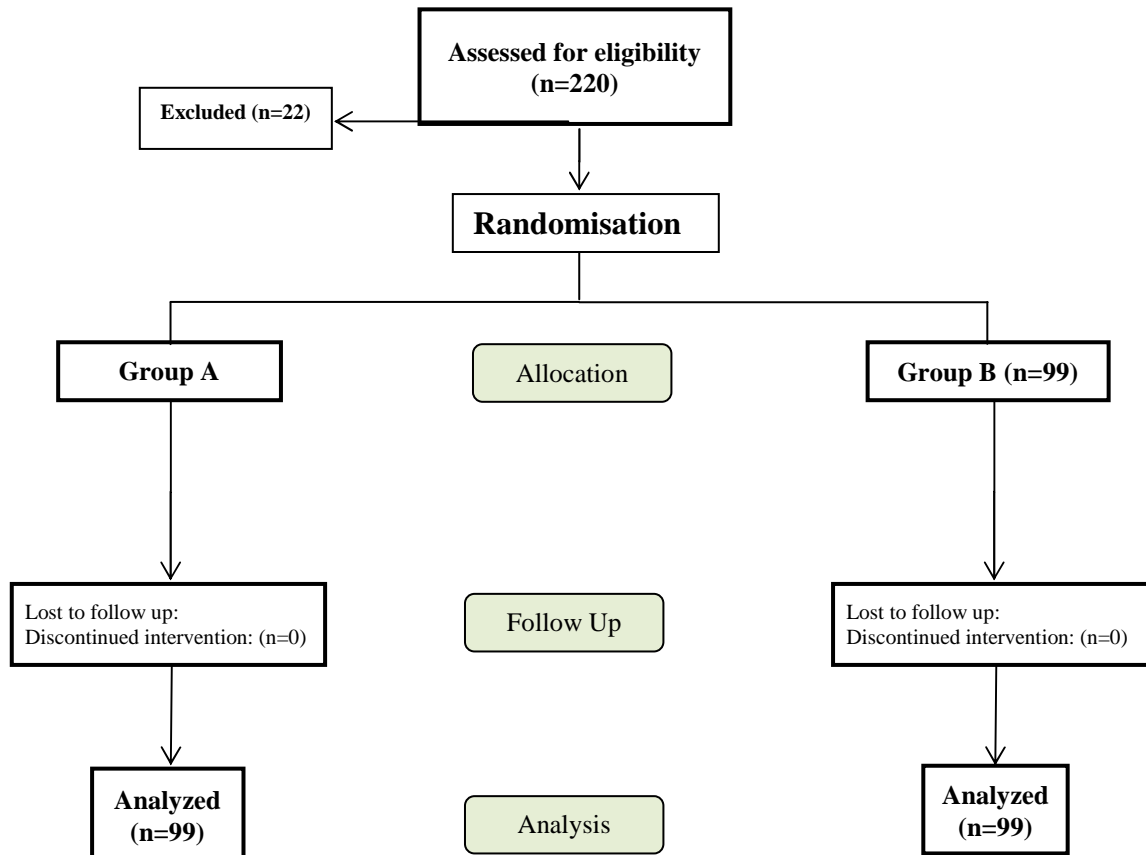 Assessed for eligibility
(n=220)
Excluded (n=22)
Randomisation
Group A
Allocation
Group B (n=99)
Lost to follow up:
Discontinued intervention: (n=0)
Follow Up
Lost to follow up:
Discontinued intervention: (n=0)
Analyzed
(n=99)
Analysis
Analyzed
(n=99)